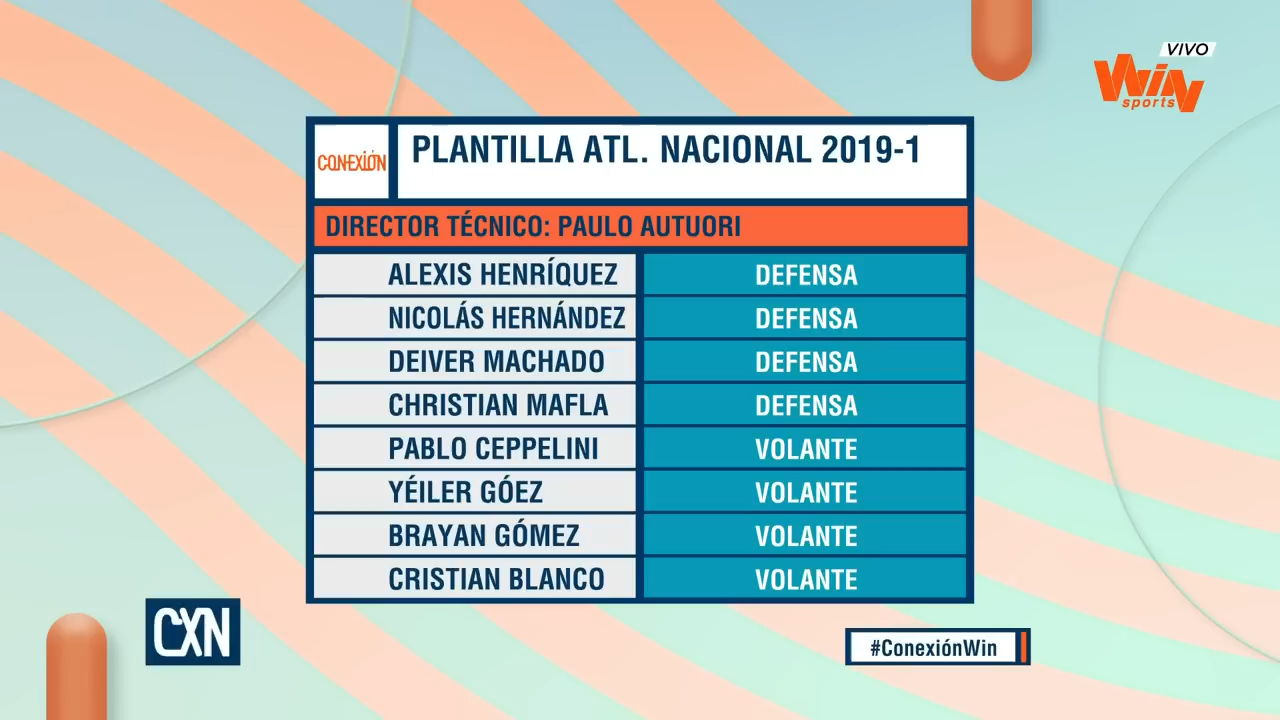 VIVO
Win
sports
CONEXIÓN
PLANTILLA ATL. NACIONAL 2019-1
DIRECTOR TÉCNICO: PAULO AUTUORI
ALEXIS HENRÍQUEZ DEFENSA
NICOLÁS HERNÁNDEZ DEFENSA
DEIVER MACHADO DEFENSA
CHRISTIAN MAFLA DEFENSA
PABLO CEPPELINI VOLANTE
YÉILER GÓEZ VOLANTE
BRAYAN GÓMEZ VOLANTE
CRISTIAN BLANCO VOLANTE
CXN
#ConexiónWin